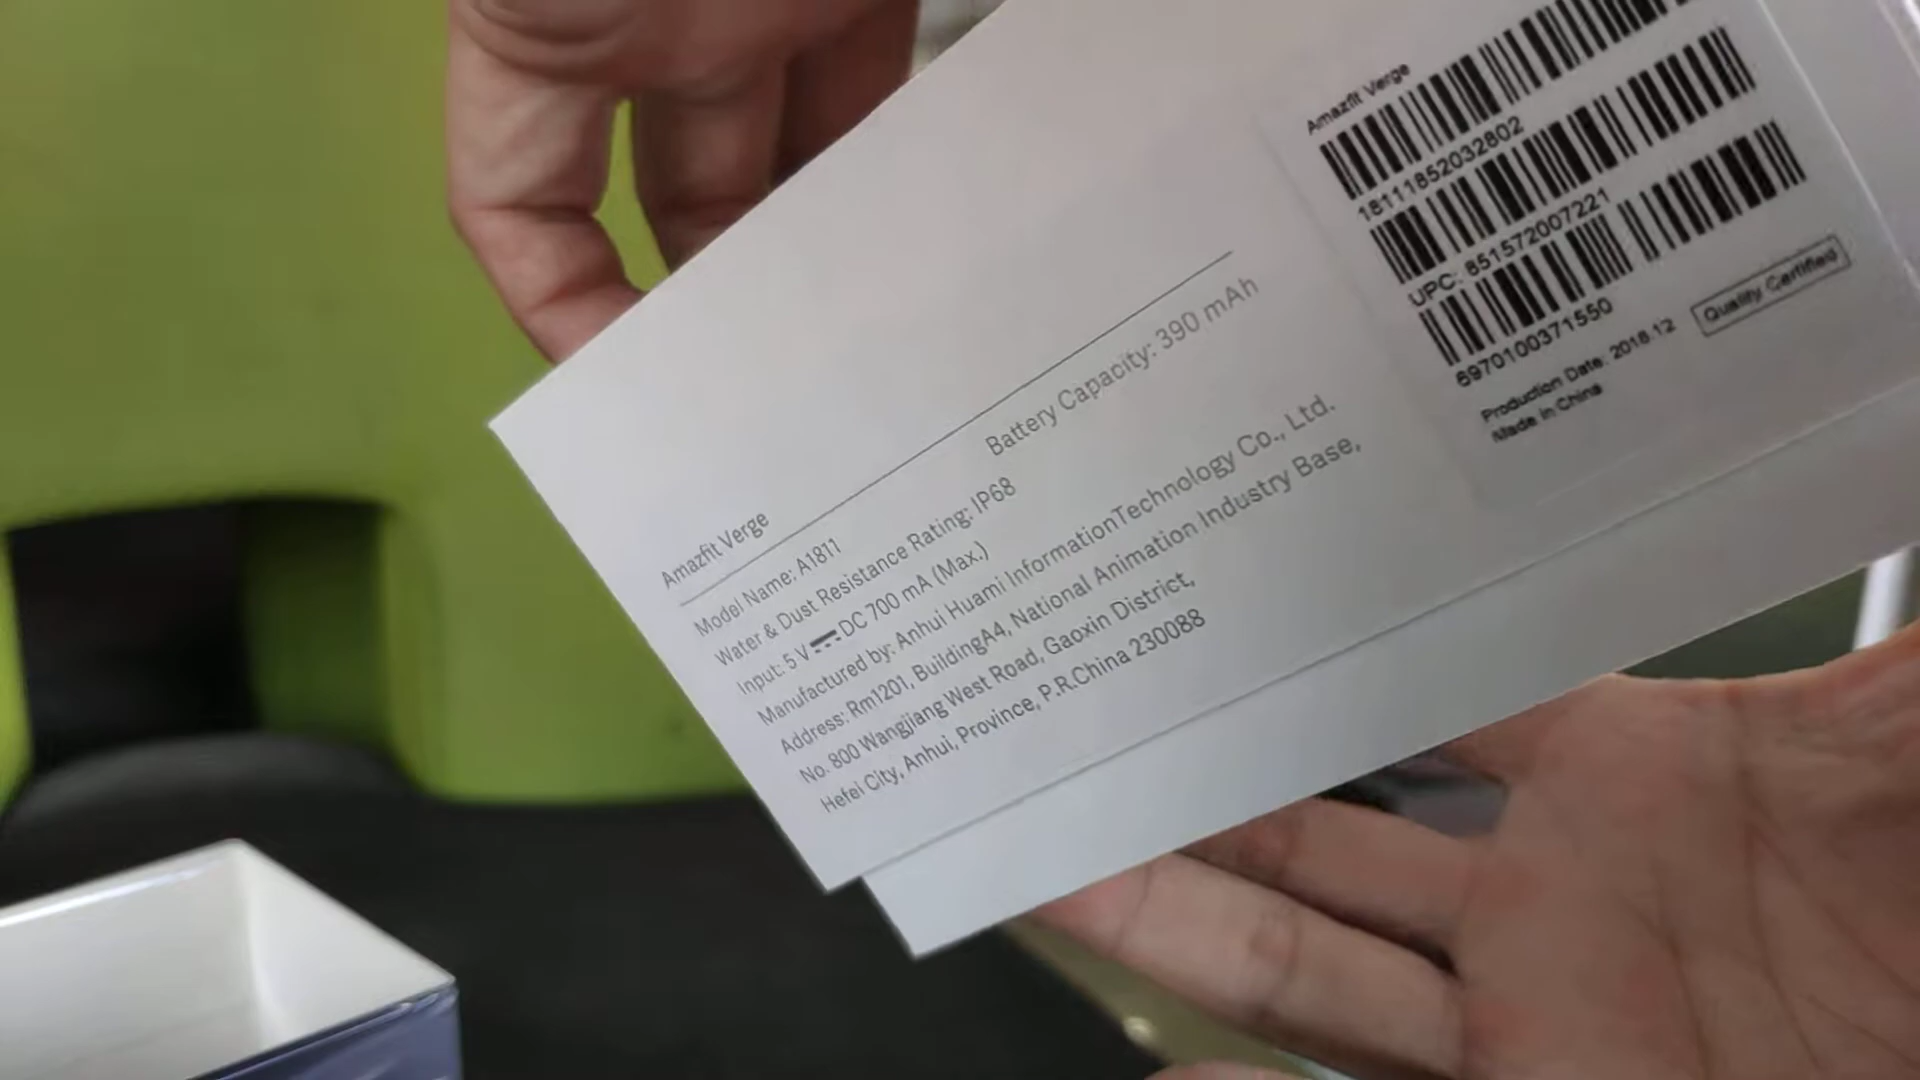 Amazfit Verge
Model Name: A1811
Battery Capacity: 390 mAh
Water & Dust Resistance Rating: IP68
Input: 5 V⎓DC 700 mA (Max.)
Manufactured by: Anhui Huami InformationTechnology Co., Ltd.
Address: Rm1201, BuildingA4, National Animation Industry Base,
No. 800 Wangjiang West Road, Gaoxin District,
Hefei City, Anhui, Province, P.R.China 230088
Amazfit Verge
18111852032802
UPC: 851572007221
6970100371550
Production Date: 2018.12
Made in China
Quality Certified